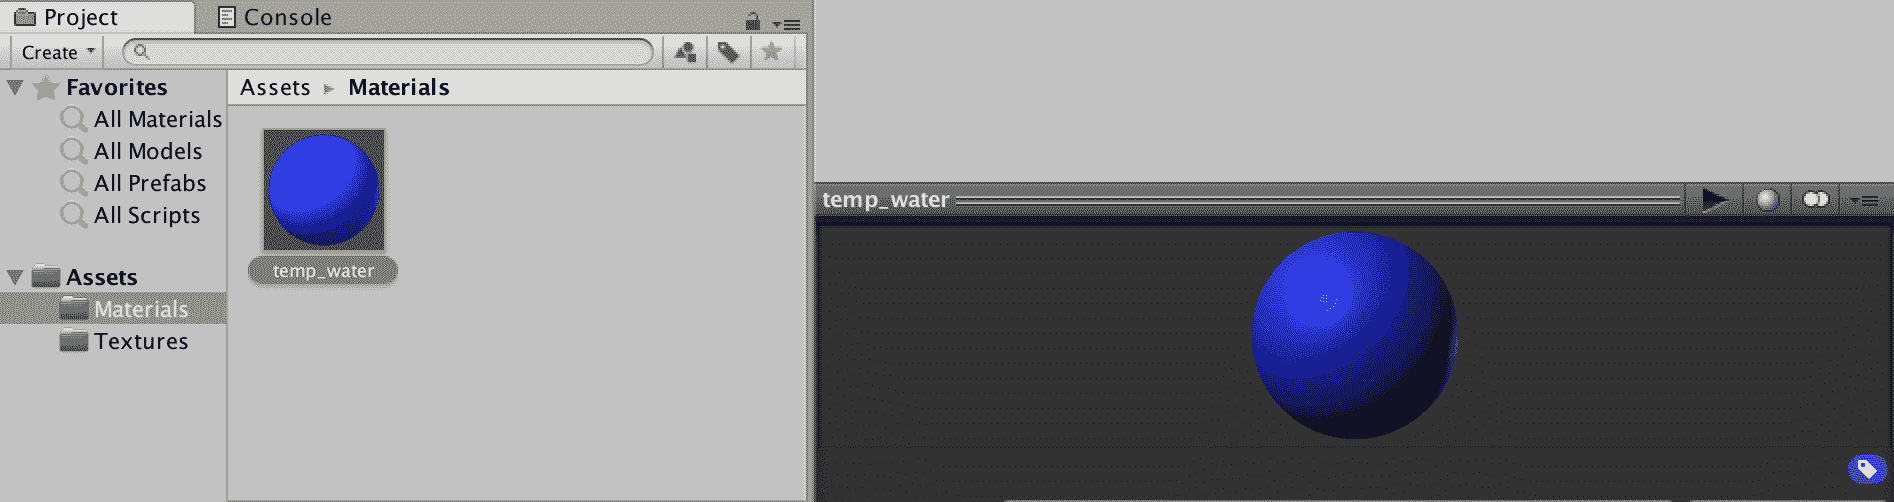 Project
Console
Create
Favorites
All Materials
All Models
All Prefabs
All Scripts
Assets
Materials
Textures
Assets Materials
temp_water
temp_water